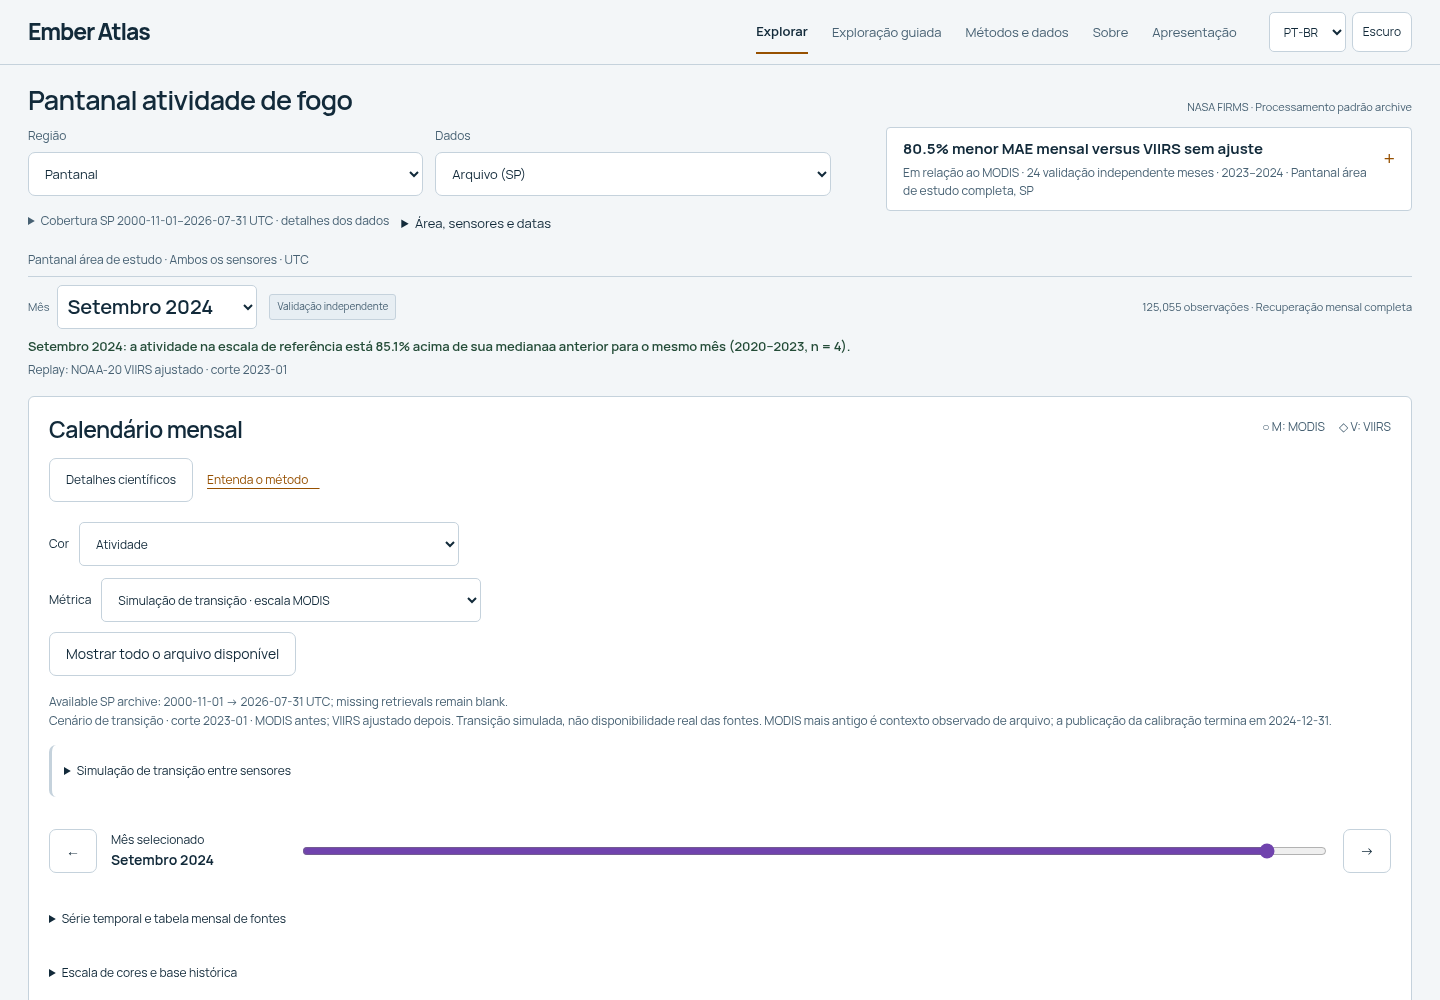 Ember Atlas
Explorar
Exploração guiada
Métodos e dados
Sobre
Apresentação
PT-BR
Escuro
Pantanal atividade de fogo
NASA FIRMS · Processamento padrão archive
Região
Dados
Pantanal
Arquivo (SP)
80.5% menor MAE mensal versus VIIRS sem ajuste
+
Em relação ao MODIS · 24 validação independente meses · 2023–2024 · Pantanal área
de estudo completa, SP
▶ Cobertura SP 2000-11-01–2026-07-31 UTC · detalhes dos dados
▶ Área, sensores e datas
Pantanal área de estudo · Ambos os sensores · UTC
Mês
Setembro 2024
Validação independente
125,055 observações · Recuperação mensal completa
Setembro 2024: a atividade na escala de referência está 85.1% acima de sua medianaa anterior para o mesmo mês (2020–2023, n = 4).
Replay: NOAA-20 VIIRS ajustado · corte 2023-01
Calendário mensal
○ M: MODIS
◇ V: VIIRS
Detalhes científicos
Entenda o método
Cor
Atividade
Métrica
Simulação de transição · escala MODIS
Mostrar todo o arquivo disponível
Available SP archive: 2000-11-01 → 2026-07-31 UTC; missing retrievals remain blank.
Cenário de transição · corte 2023-01 · MODIS antes; VIIRS ajustado depois. Transição simulada, não disponibilidade real das fontes. MODIS mais antigo é contexto observado de arquivo; a publicação da calibração termina em 2024-12-31.
▶ Simulação de transição entre sensores
←
Mês selecionado
Setembro 2024
→
▶ Série temporal e tabela mensal de fontes
▶ Escala de cores e base histórica